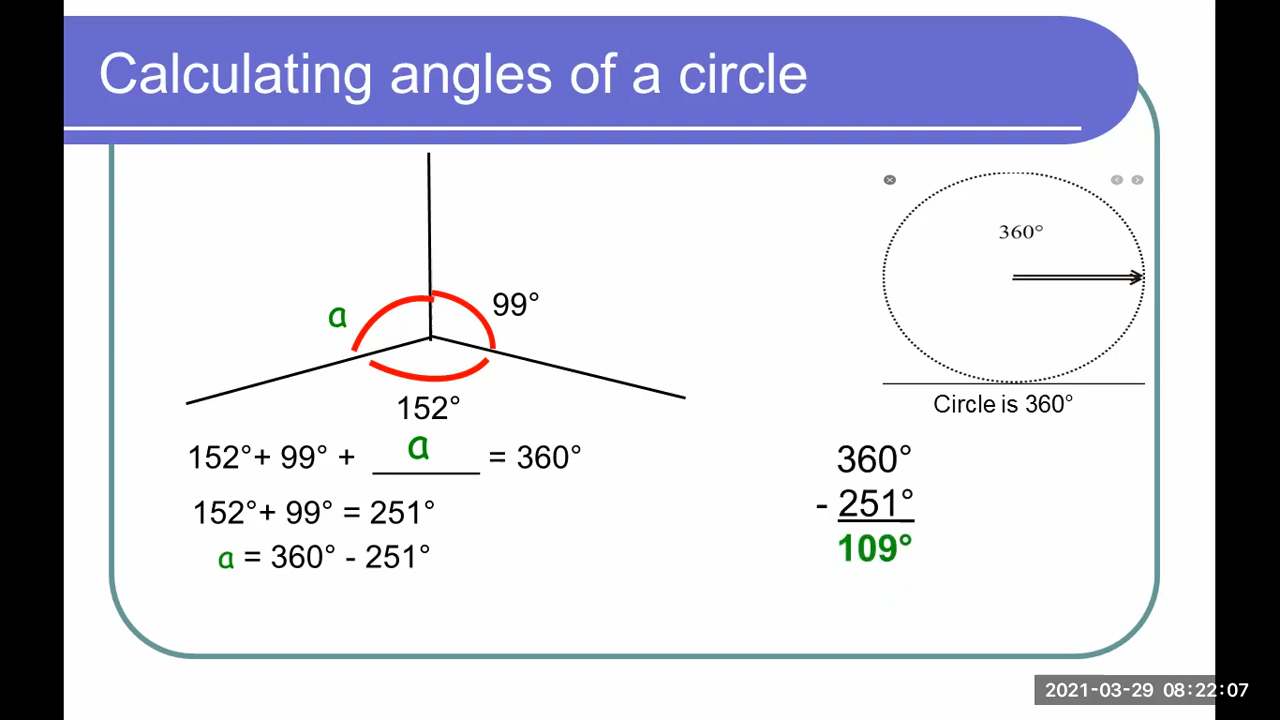 Calculating angles of a circle
a
99°
152°
152°+ 99° + a = 360°
152°+ 99° = 251°
a = 360° - 251°
360°
Circle is 360°
360°
- 251°
109°
2021-03-29 08:22:07